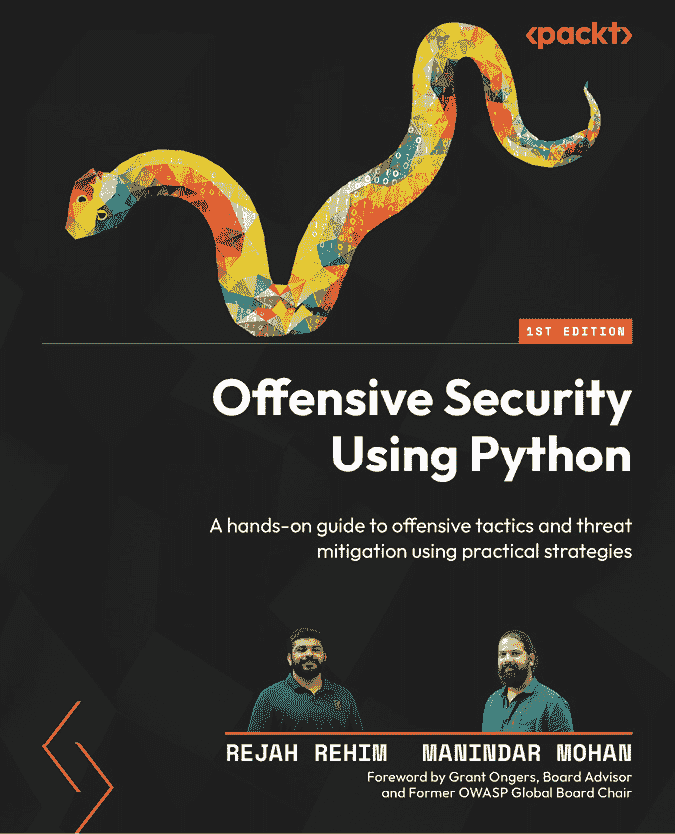 <packt>
1ST EDITION
Offensive Security
Using Python
A hands-on guide to offensive tactics and threat
mitigation using practical strategies
REJAH REHIM MANINDAR MOHAN
Foreword by Grant Ongers, Board Advisor
and Former OWASP Global Board Chair